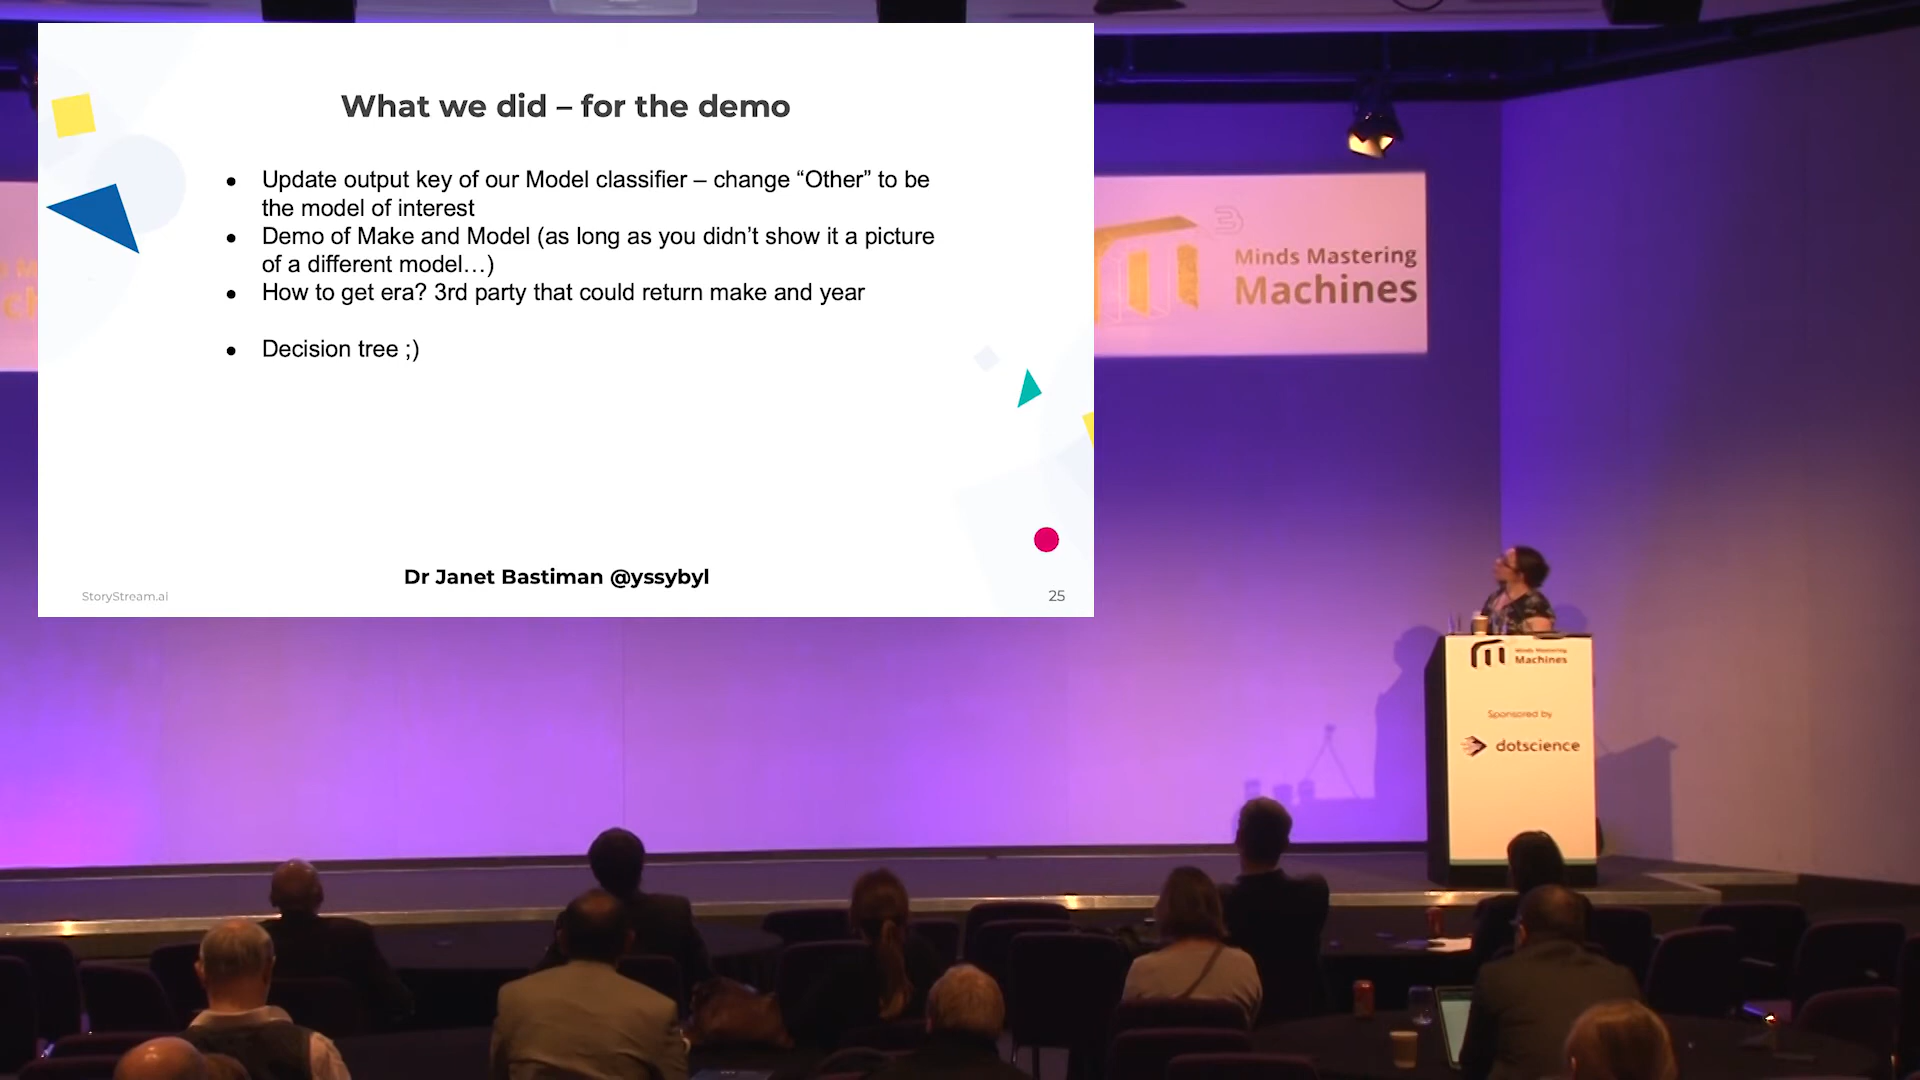 What we did – for the demo
● Update output key of our Model classifier – change “Other” to be
the model of interest
● Demo of Make and Model (as long as you didn’t show it a picture
of a different model…)
● How to get era? 3rd party that could return make and year
● Decision tree ;)
Dr Janet Bastiman @yssybyl
StoryStream.ai
25
Minds Mastering
Machines
Minds Mastering
Machines
Sponsored by
dotscience